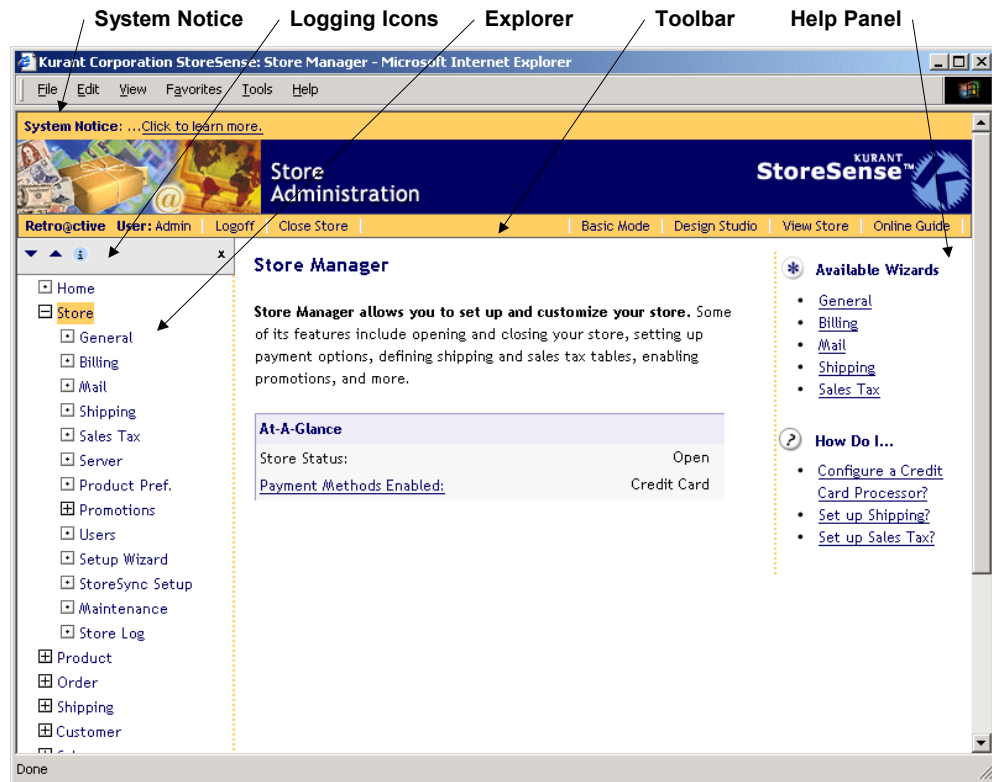 System Notice Logging Icons Explorer Toolbar Help Panel
Kurant Corporation StoreSense: Store Manager - Microsoft Internet Explorer
File Edit View Favorites Tools Help
System Notice: ...Click to learn more.
Store
Administration
KURANT
StoreSense™
Retro@ctive User: Admin Logoff Close Store Basic Mode Design Studio View Store Online Guide
i x
Home
Store
General
Billing
Mail
Shipping
Sales Tax
Server
Product Pref.
Promotions
Users
Setup Wizard
StoreSync Setup
Maintenance
Store Log
Product
Order
Shipping
Customer
Store Manager
Store Manager allows you to set up and customize your store. Some
of its features include opening and closing your store, setting up
payment options, defining shipping and sales tax tables, enabling
promotions, and more.
At-A-Glance
Store Status: Open
Payment Methods Enabled: Credit Card
* Available Wizards
• General
• Billing
• Mail
• Shipping
• Sales Tax
? How Do I...
• Configure a Credit
Card Processor?
• Set up Shipping?
• Set up Sales Tax?
Done